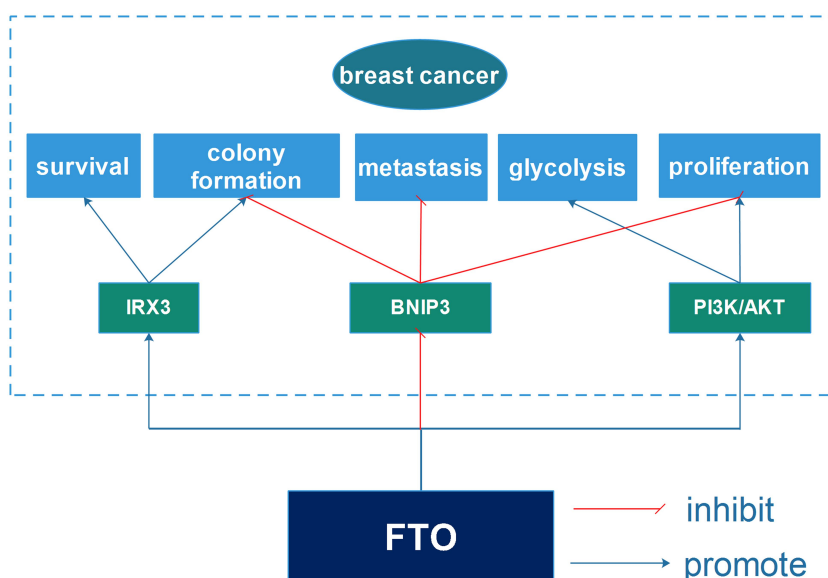 breast cancer
survival
colony
formation
metastasis
glycolysis
proliferation
IRX3
BNIP3
PI3K/AKT
FTO
inhibit
promote